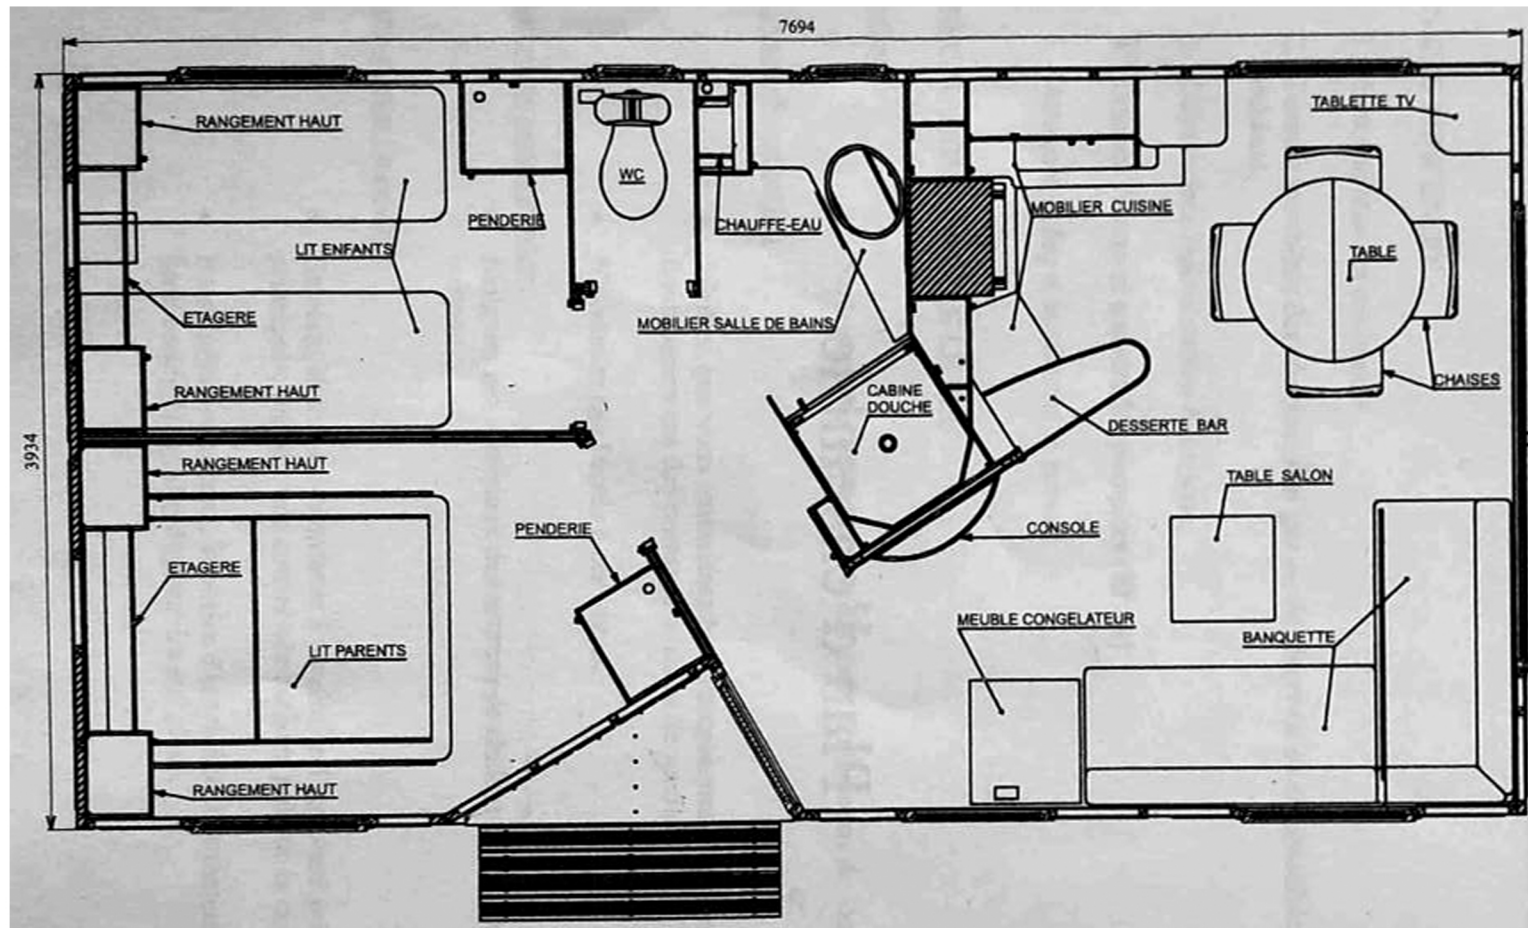 7694
3934
RANGEMENT HAUT
PENDERIE
WC
CHAUFFE-EAU
TABLETTE TV
MOBILIER CUISINE
LIT ENFANTS
TABLE
ETAGERE
MOBILIER SALLE DE BAINS
RANGEMENT HAUT
CABINE
DOUCHE
CHAISES
DESSERTE BAR
RANGEMENT HAUT
TABLE SALON
PENDERIE
CONSOLE
ETAGERE
MEUBLE CONGELATEUR
BANQUETTE
LIT PARENTS
RANGEMENT HAUT